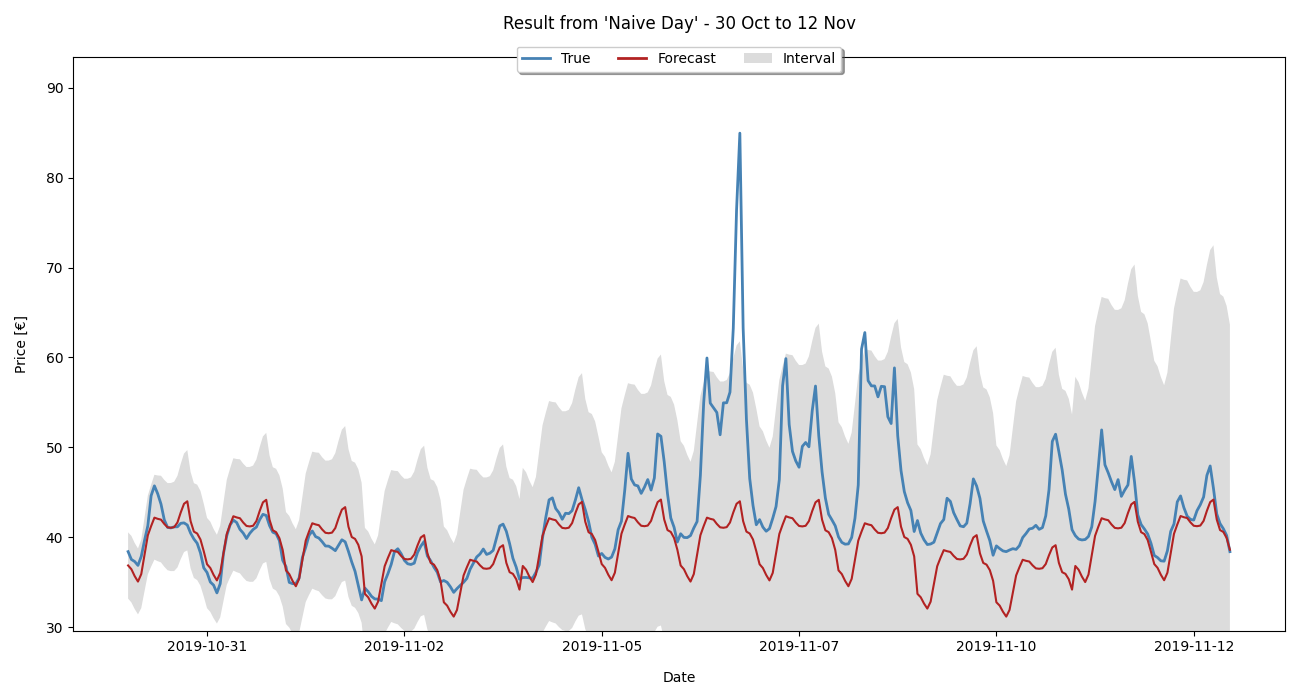 Result from 'Naive Day' - 30 Oct to 12 Nov
True Forecast Interval
90
80
70
60
50
40
30
Price [€]
2019-10-31 2019-11-02 2019-11-05 2019-11-07 2019-11-10 2019-11-12
Date